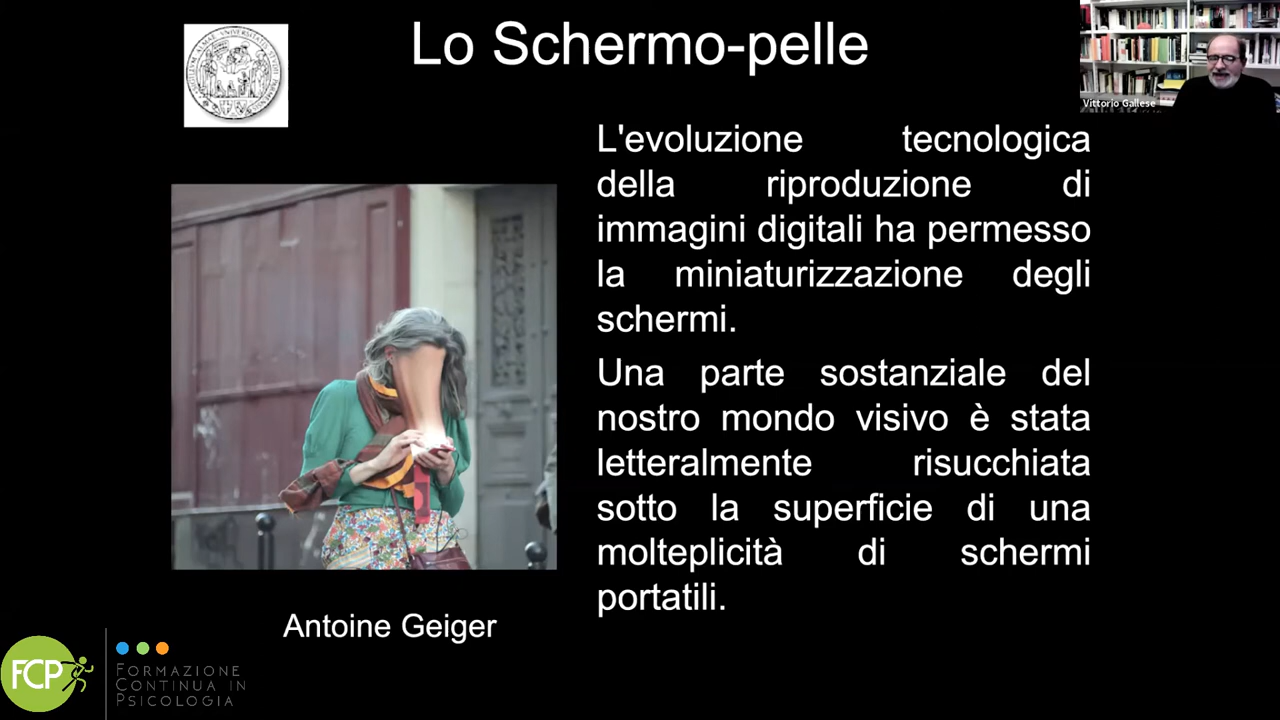 Lo Schermo-pelle
Vittorio Gallese
L'evoluzione tecnologica
della riproduzione di
immagini digitali ha permesso
la miniaturizzazione degli
schermi.
Una parte sostanziale del
nostro mondo visivo è stata
letteralmente risucchiata
sotto la superficie di una
molteplicità di schermi
portatili.
Antoine Geiger
FCP
FORMAZIONE
CONTINUA IN
PSICOLOGIA